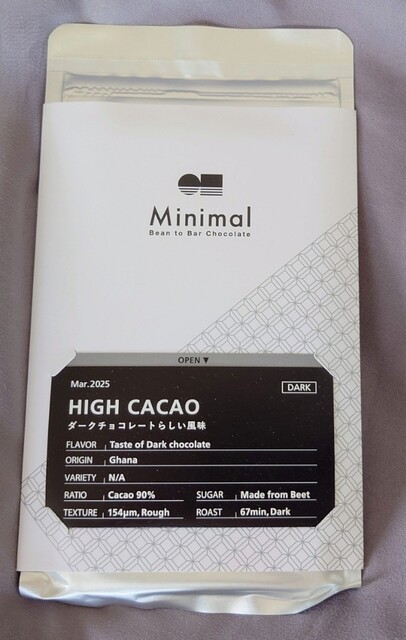 Minimal
Bean to Bar Chocolate
OPEN ▼
Mar.2025
DARK
HIGH CACAO
ダークチョコレートらしい風味
FLAVOR Taste of Dark chocolate
ORIGIN Ghana
VARIETY N/A
RATIO Cacao 90% SUGAR Made from Beet
TEXTURE 154μm, Rough ROAST 67min, Dark